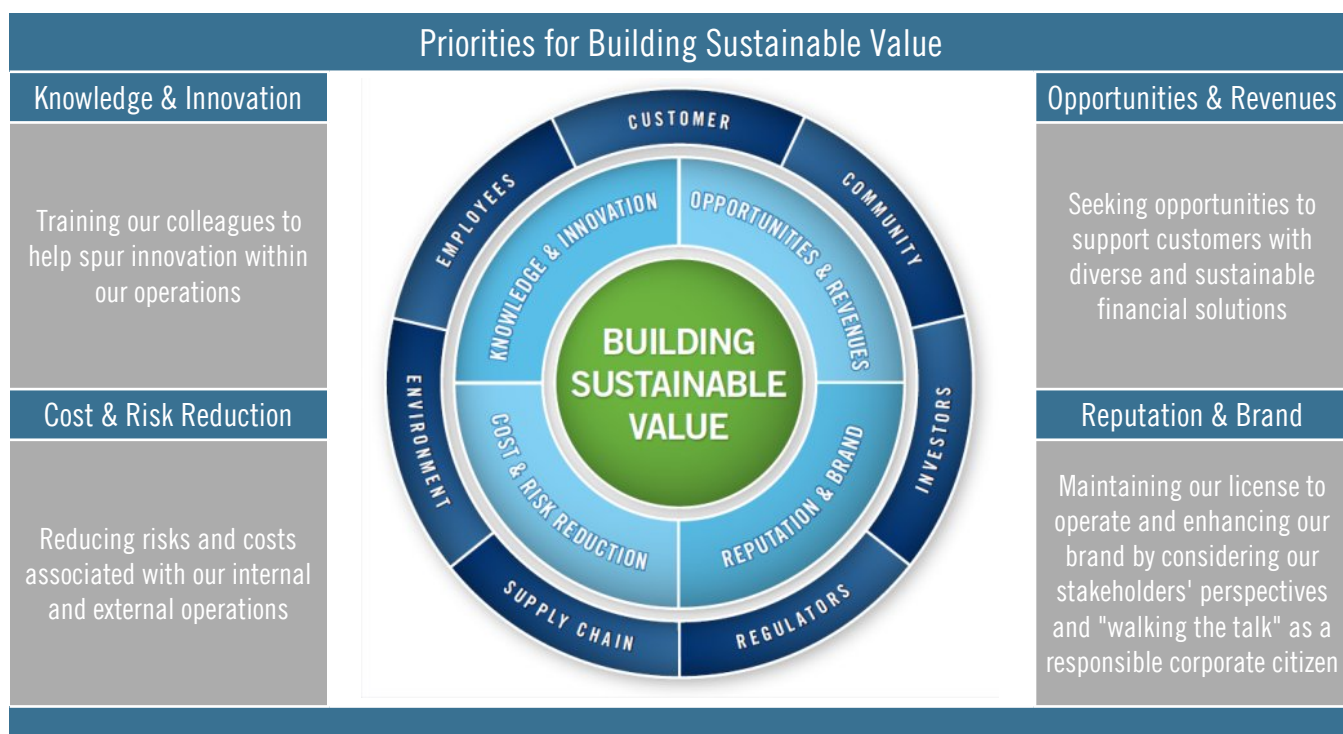 Priorities for Building Sustainable Value
Knowledge & Innovation
Training our colleagues to
help spur innovation within
our operations
Cost & Risk Reduction
Reducing risks and costs
associated with our internal
and external operations
CUSTOMER
COMMUNITY
INVESTORS
REGULATORS
SUPPLY CHAIN
ENVIRONMENT
EMPLOYEES
KNOWLEDGE & INNOVATION
OPPORTUNITIES & REVENUES
REPUTATION & BRAND
COST & RISK REDUCTION
BUILDING
SUSTAINABLE
VALUE
Opportunities & Revenues
Seeking opportunities to
support customers with
diverse and sustainable
financial solutions
Reputation & Brand
Maintaining our license to
operate and enhancing our
brand by considering our
stakeholders' perspectives
and "walking the talk" as a
responsible corporate citizen